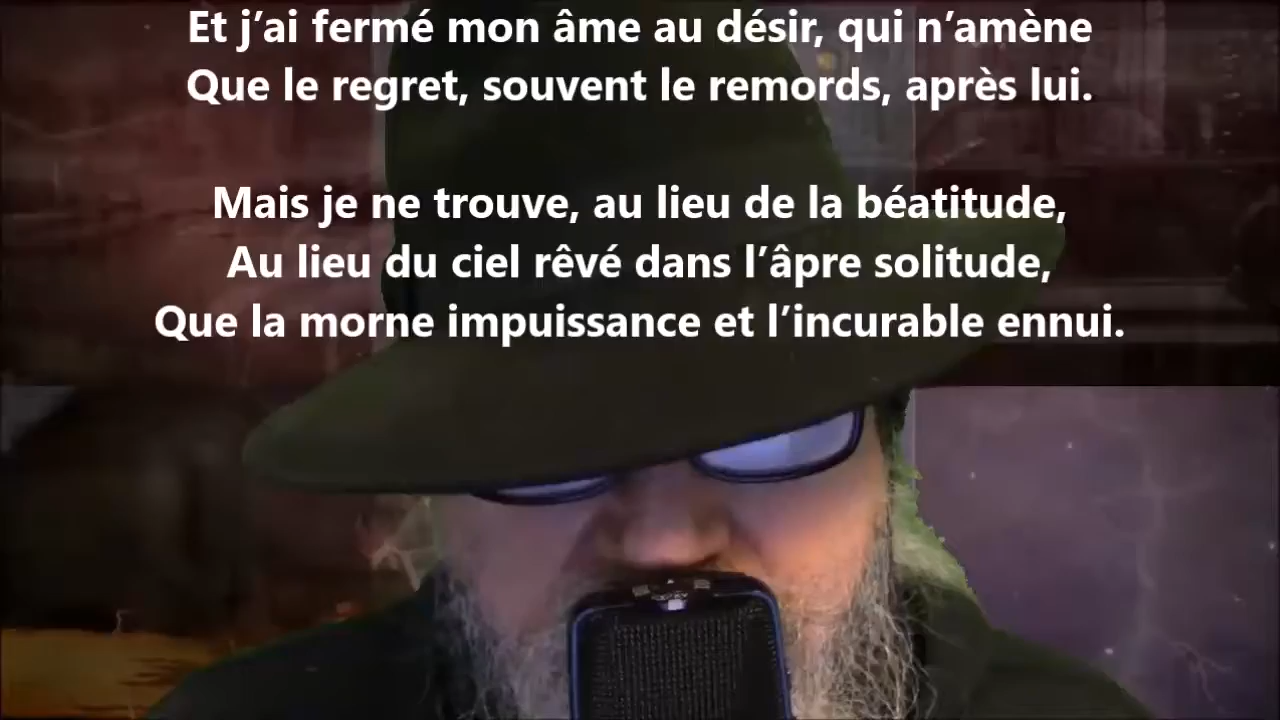 Et j’ai fermé mon âme au désir, qui n’amène
Que le regret, souvent le remords, après lui.
Mais je ne trouve, au lieu de la béatitude,
Au lieu du ciel rêvé dans l’âpre solitude,
Que la morne impuissance et l’incurable ennui.